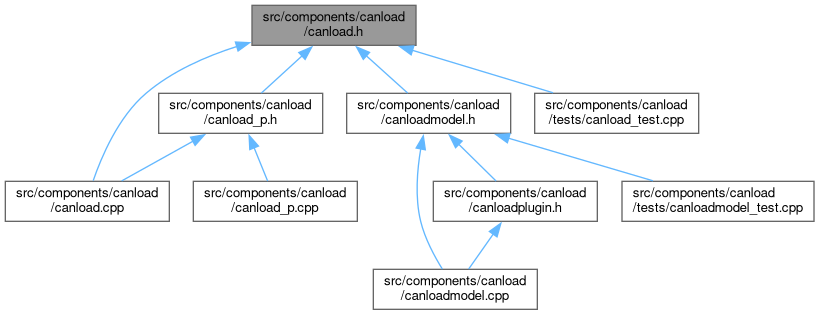 src/components/canload
/canload.h
src/components/canload
/canload_p.h
src/components/canload
/canloadmodel.h
src/components/canload
/tests/canload_test.cpp
src/components/canload
/canload.cpp
src/components/canload
/canload_p.cpp
src/components/canload
/canloadplugin.h
src/components/canload
/tests/canloadmodel_test.cpp
src/components/canload
/canloadmodel.cpp